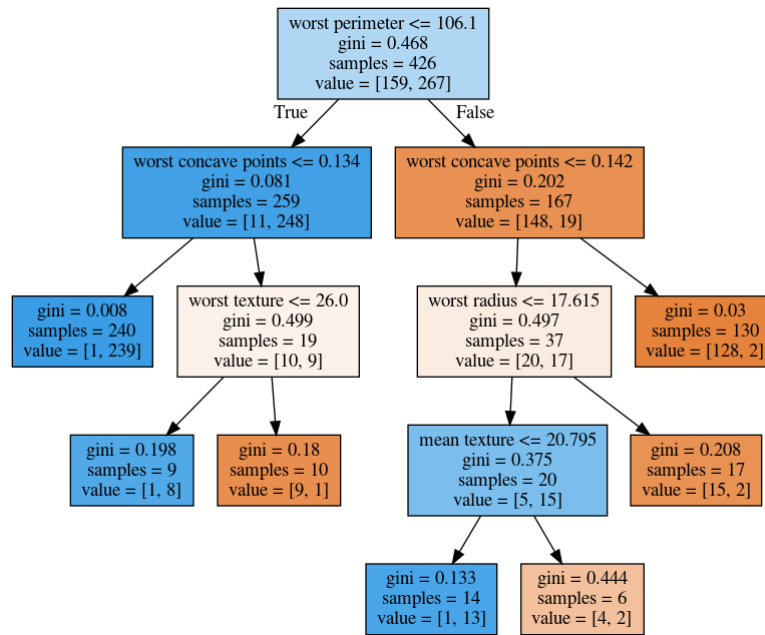 worst perimeter <= 106.1
gini = 0.468
samples = 426
value = [159, 267]
True
False
worst concave points <= 0.134
gini = 0.081
samples = 259
value = [11, 248]
worst concave points <= 0.142
gini = 0.202
samples = 167
value = [148, 19]
gini = 0.008
samples = 240
value = [1, 239]
worst texture <= 26.0
gini = 0.499
samples = 19
value = [10, 9]
worst radius <= 17.615
gini = 0.497
samples = 37
value = [20, 17]
gini = 0.03
samples = 130
value = [128, 2]
gini = 0.198
samples = 9
value = [1, 8]
gini = 0.18
samples = 10
value = [9, 1]
mean texture <= 20.795
gini = 0.375
samples = 20
value = [5, 15]
gini = 0.208
samples = 17
value = [15, 2]
gini = 0.133
samples = 14
value = [1, 13]
gini = 0.444
samples = 6
value = [4, 2]